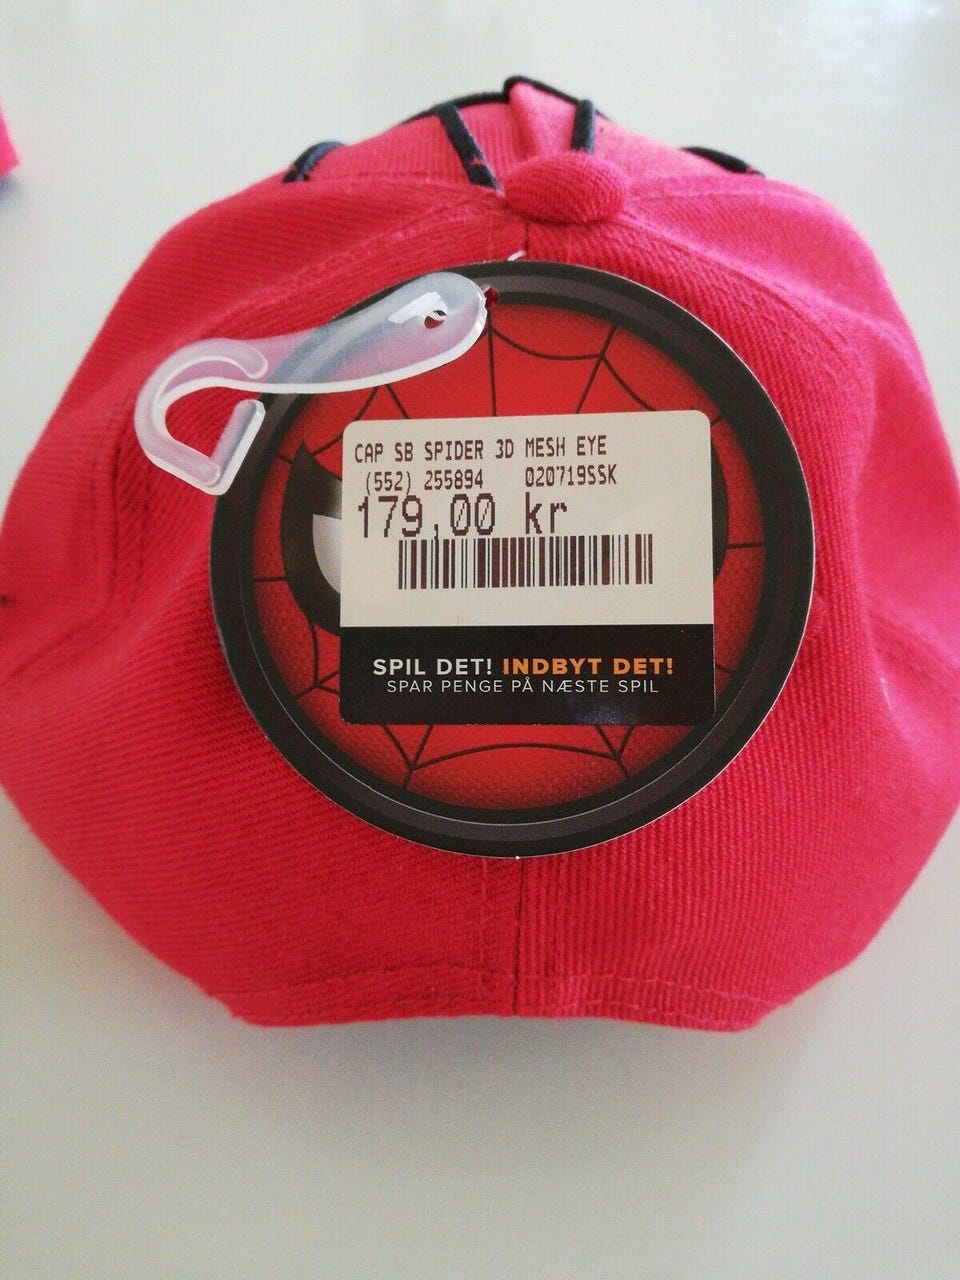 CAP SB SPIDER 3D MESH EYE
(552) 255894 020719SSK
179,00 kr
SPIL DET! INDBYT DET!
SPAR PENGE PÅ NÆSTE SPIL